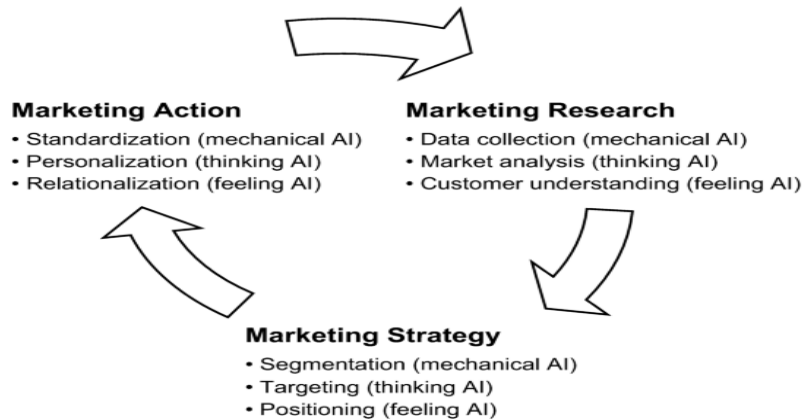 Marketing Action
• Standardization (mechanical AI)
• Personalization (thinking AI)
• Relationalization (feeling AI)
Marketing Research
• Data collection (mechanical AI)
• Market analysis (thinking AI)
• Customer understanding (feeling AI)
Marketing Strategy
• Segmentation (mechanical AI)
• Targeting (thinking AI)
• Positioning (feeling AI)